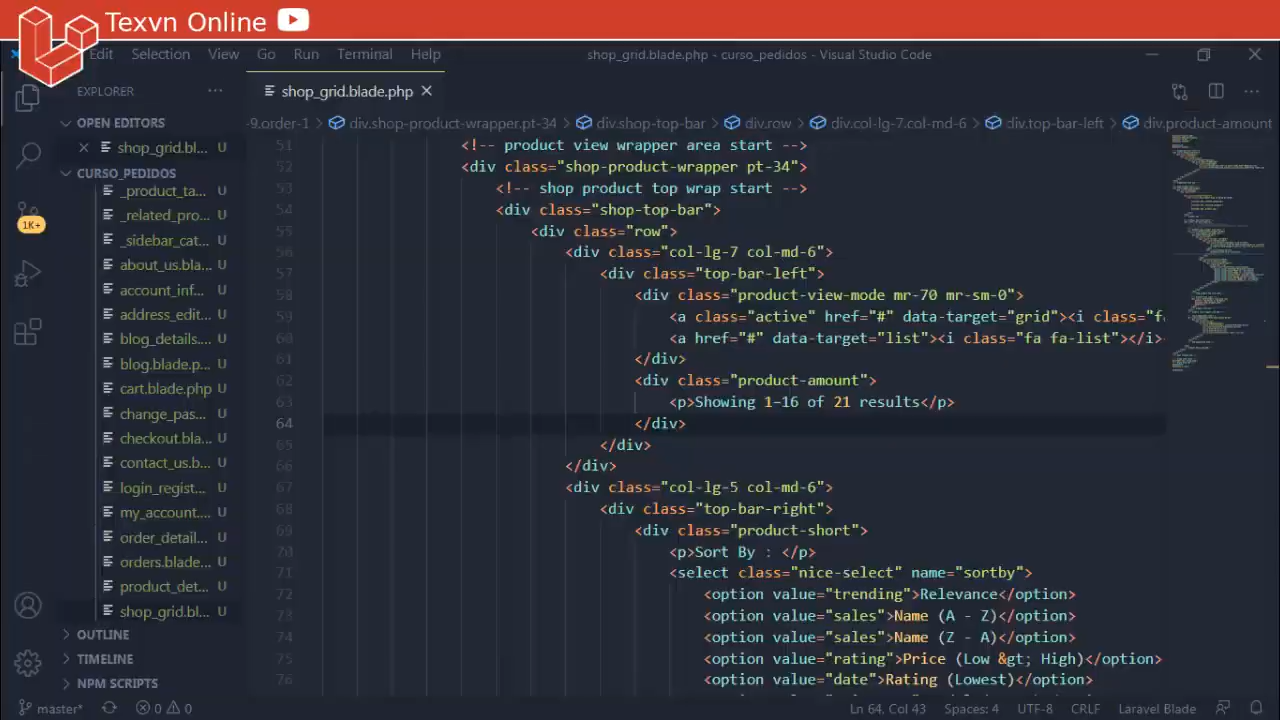 Texvn Online
Edit Selection View Go Run Terminal Help
shop_grid.blade.php - curso_pedidos - Visual Studio Code
EXPLORER
shop_grid.blade.php
OPEN EDITORS
shop_grid.bl... U
CURSO_PEDIDOS
_product_ta... U
_related_pro... U
_sidebar_cat... U
about_us.bla... U
account_inf... U
address_edit... U
blog_details.... U
blog.blade.p... U
cart.blade.php U
change_pas... U
checkout.bla... U
contact_us.b... U
login_regist... U
my_account.... U
order_detail... U
orders.blade... U
product_det... U
shop_grid.bl... U
OUTLINE
TIMELINE
NPM SCRIPTS
1K+
-9.order-1 > div.shop-product-wrapper.pt-34 > div.shop-top-bar > div.row > div.col-lg-7.col-md-6 > div.top-bar-left > div.product-amount
51 <!-- product view wrapper area start -->
52 <div class="shop-product-wrapper pt-34">
53 <!-- shop product top wrap start -->
54 <div class="shop-top-bar">
55 <div class="row">
56 <div class="col-lg-7 col-md-6">
57 <div class="top-bar-left">
58 <div class="product-view-mode mr-70 mr-sm-0">
59 <a class="active" href="#" data-target="grid"><i class="f
60 <a href="#" data-target="list"><i class="fa fa-list"></i>
61 </div>
62 <div class="product-amount">
63 <p>Showing 1–16 of 21 results</p>
64 </div>
65 </div>
66 </div>
67 <div class="col-lg-5 col-md-6">
68 <div class="top-bar-right">
69 <div class="product-short">
70 <p>Sort By : </p>
71 <select class="nice-select" name="sortby">
72 <option value="trending">Relevance</option>
73 <option value="sales">Name (A - Z)</option>
74 <option value="sales">Name (Z - A)</option>
75 <option value="rating">Price (Low &gt; High)</option>
76 <option value="date">Rating (Lowest)</option>
master* 0 0
Ln 64, Col 43 Spaces: 4 UTF-8 CRLF Laravel Blade